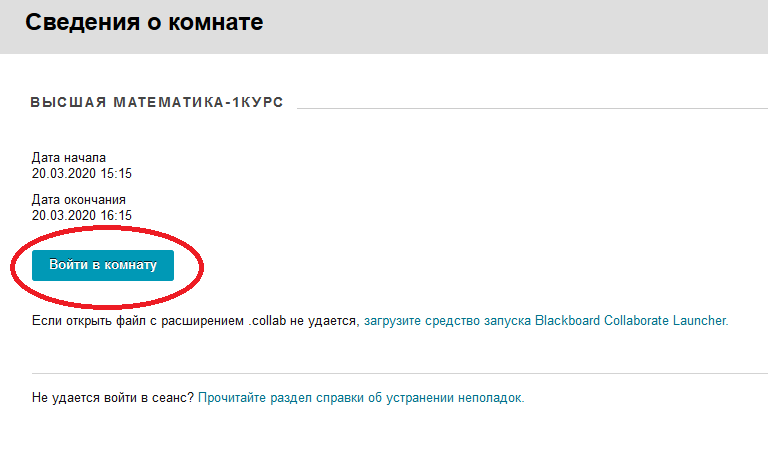 Сведения о комнате
ВЫСШАЯ МАТЕМАТИКА-1КУРС
Дата начала
20.03.2020 15:15
Дата окончания
20.03.2020 16:15
Войти в комнату
Если открыть файл с расширением .collab не удается, загрузите средство запуска Blackboard Collaborate Launcher.
Не удается войти в сеанс? Прочитайте раздел справки об устранении неполадок.